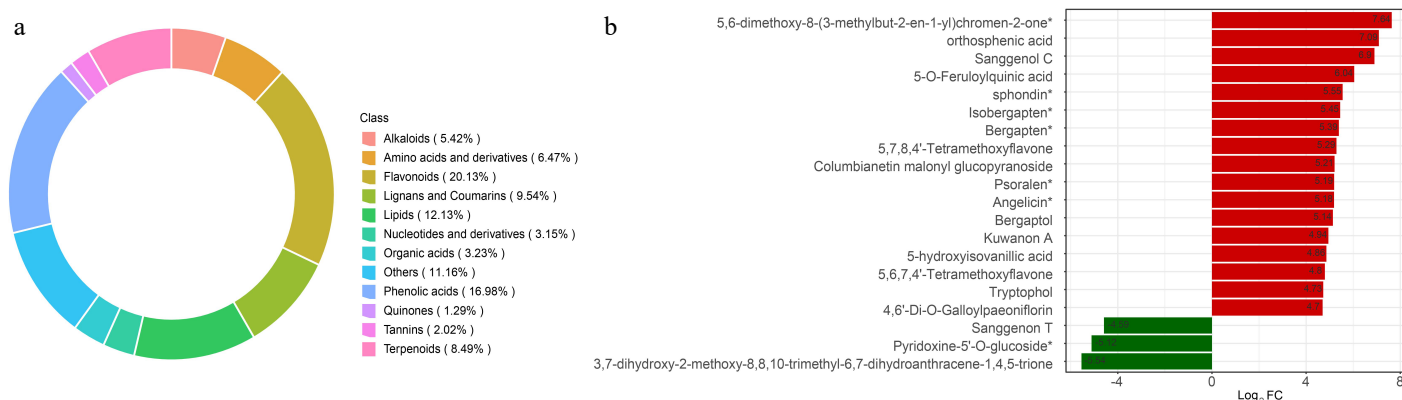 a
Class
Alkaloids ( 5.42% )
Amino acids and derivatives ( 6.47% )
Flavonoids ( 20.13% )
Lignans and Coumarins ( 9.54% )
Lipids ( 12.13% )
Nucleotides and derivatives ( 3.15% )
Organic acids ( 3.23% )
Others ( 11.16% )
Phenolic acids ( 16.98% )
Quinones ( 1.29% )
Tannins ( 2.02% )
Terpenoids ( 8.49% )
b
5,6-dimethoxy-8-(3-methylbut-2-en-1-yl)chromen-2-one*
orthosphenic acid
Sanggenol C
5-O-Feruloylquinic acid
sphondin*
Isobergapten*
Bergapten*
5,7,8,4'-Tetramethoxyflavone
Columbianetin malonyl glucopyranoside
Psoralen*
Angelicin*
Bergaptol
Kuwanon A
5-hydroxyisovanillic acid
5,6,7,4'-Tetramethoxyflavone
Tryptophol
4,6'-Di-O-Galloylpaeoniflorin
Sanggenon T
Pyridoxine-5'-O-glucoside*
3,7-dihydroxy-2-methoxy-8,8,10-trimethyl-6,7-dihydroanthracene-1,4,5-trione
-4 0 4 8
FC